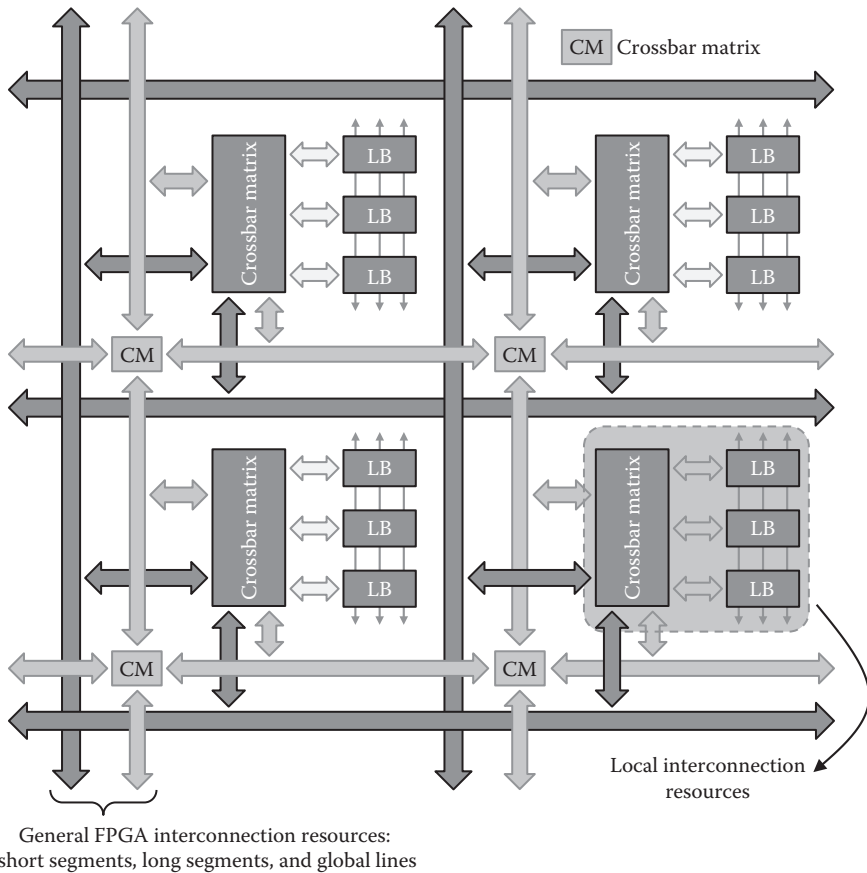 CM Crossbar matrix
Crossbar matrix
LB
LB
LB
Crossbar matrix
LB
LB
LB
CM
CM
Crossbar matrix
LB
LB
LB
Crossbar matrix
LB
LB
LB
CM
CM
Local interconnection
resources
General FPGA interconnection resources:
short segments, long segments, and global lines